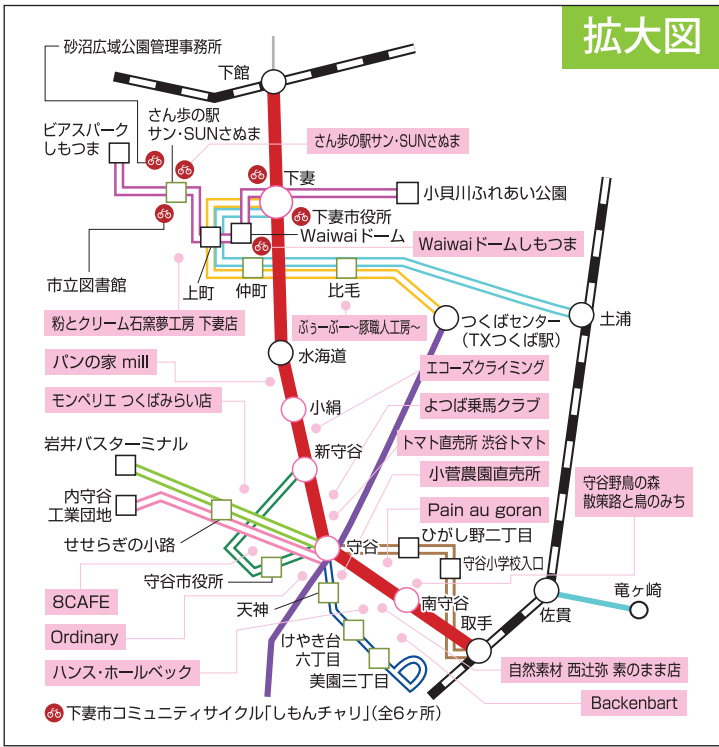 拡大図
砂沼広域公園管理事務所
下館
さん歩の駅
サン・SUNさぬま
ビアスパーク
しもつま
さん歩の駅サン・SUNさぬま
下妻
小貝川ふれあい公園
下妻市役所
Waiwaiドーム
Waiwaiドームしもつま
市立図書館
上町
仲町
比毛
土浦
粉とクリーム石窯夢工房 下妻店
ぶぅーぶー〜豚職人工房〜
つくばセンター
(TXつくば駅)
パンの家 mill
水海道
エコーズクライミング
モンペリエ つくばみらい店
小絹
よつば乗馬クラブ
岩井バスターミナル
新守谷
トマト直売所 渋谷トマト
小菅農園直売所
守谷野鳥の森
散策路と鳥のみち
内守谷
工業団地
Pain au goran
せせらぎの小路
守谷
ひがし野二丁目
守谷小学校入口
守谷市役所
8CAFE
天神
南守谷
竜ヶ崎
佐貫
取手
Ordinary
けやき台
六丁目
ハンス・ホールベック
美園三丁目
自然素材 西辻弥 素のまま店
Backenbart
下妻市コミュニティサイクル「しもんチャリ」(全6ヶ所)